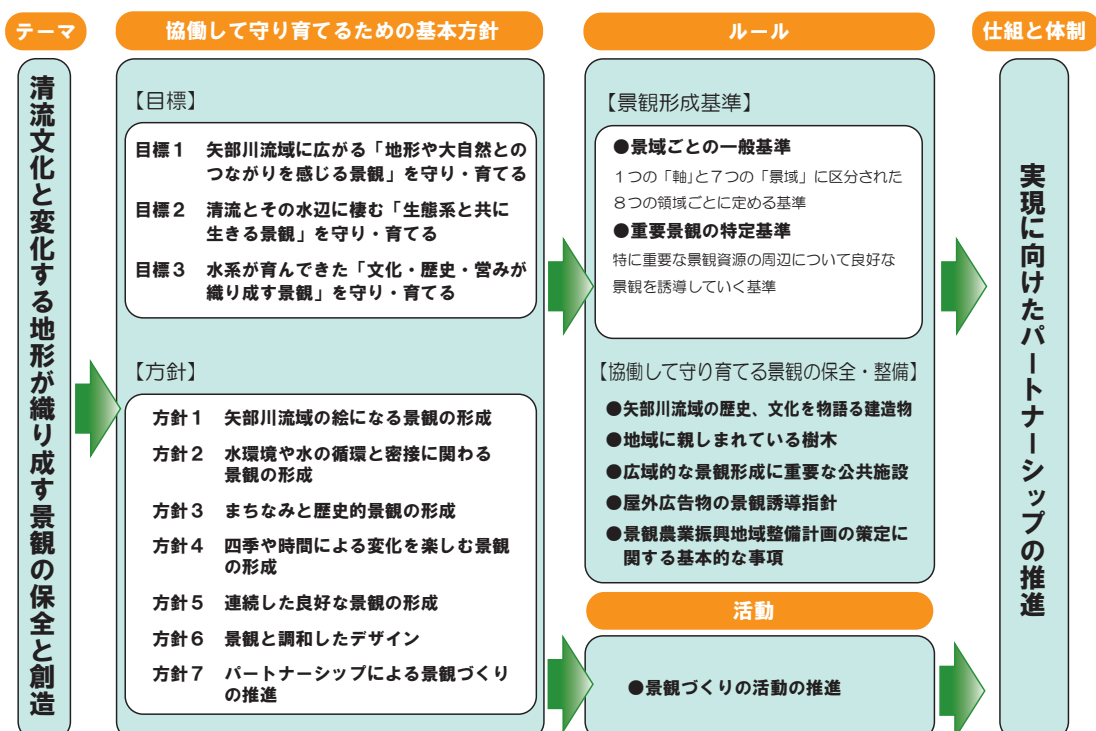 テーマ
清流文化と変化する地形が織り成す景観の保全と創造
協働して守り育てるための基本方針
【目標】
目標１　矢部川流域に広がる「地形や大自然との
つながりを感じる景観」を守り・育てる
目標２　清流とその水辺に棲む「生態系と共に
生きる景観」を守り・育てる
目標３　水系が育んできた「文化・歴史・営みが
織り成す景観」を守り・育てる
【方針】
方針１　矢部川流域の絵になる景観の形成
方針２　水環境や水の循環と密接に関わる
景観の形成
方針３　まちなみと歴史的景観の形成
方針４　四季や時間による変化を楽しむ景観
の形成
方針５　連続した良好な景観の形成
方針６　景観と調和したデザイン
方針７　パートナーシップによる景観づくり
の推進
ルール
【景観形成基準】
●景域ごとの一般基準
１つの「軸」と７つの「景域」に区分された
８つの領域ごとに定める基準
●重要景観の特定基準
特に重要な景観資源の周辺について良好な
景観を誘導していく基準
【協働して守り育てる景観の保全・整備】
●矢部川流域の歴史、文化を物語る建造物
●地域に親しまれている樹木
●広域的な景観形成に重要な公共施設
●屋外広告物の景観誘導指針
●景観農業振興地域整備計画の策定に
関する基本的な事項
活動
●景観づくりの活動の推進
仕組と体制
実現に向けたパートナーシップの推進